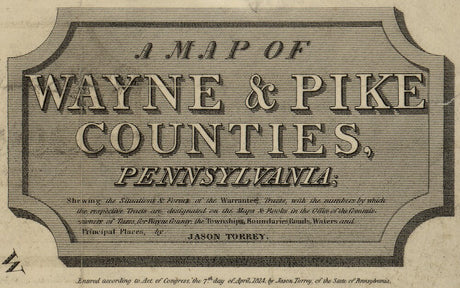 A MAP OF
WAYNE & PIKE
COUNTIES,
PENNSYLVANIA;
Shewing the Situations & Forms of the Warrantee Tracts, with the numbers by which
the respective Tracts are designated on the Maps & Books in the Office of the Commis-
sioners of Taxes, for Wayne County; the Townships, Boundaries, Roads, Waters and
Principal Places, by
JASON TORREY.
Entered according to Act of Congress, the 7th day of April, 1824, by Jason Torrey, of the State of Pennsylvania.
W